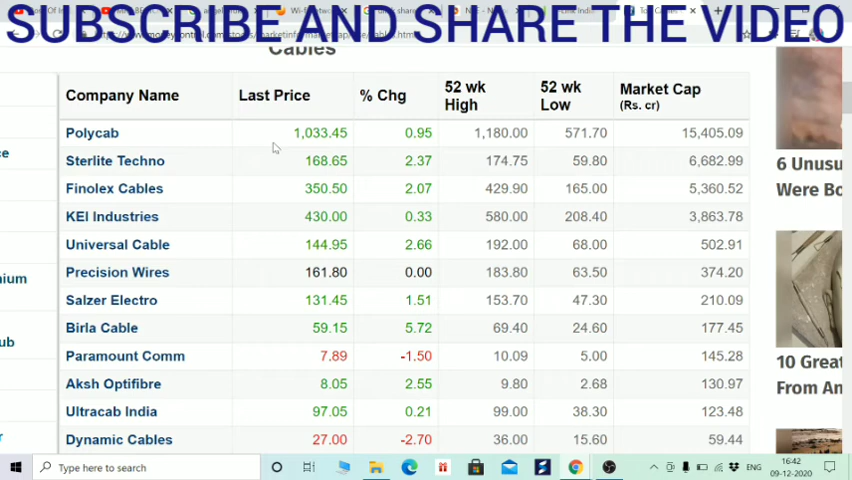 SUBSCRIBE AND SHARE THE VIDEO
Cables
Company Name Last Price % Chg 52 wk High 52 wk Low Market Cap (Rs. cr)
Polycab 1,033.45 0.95 1,180.00 571.70 15,405.09
Sterlite Techno 168.65 2.37 174.75 59.80 6,682.99
Finolex Cables 350.50 2.07 429.90 165.00 5,360.52
KEI Industries 430.00 0.33 580.00 208.40 3,863.78
Universal Cable 144.95 2.66 192.00 68.00 502.91
Precision Wires 161.80 0.00 183.80 63.50 374.20
Salzer Electro 131.45 1.51 153.70 47.30 210.09
Birla Cable 59.15 5.72 69.40 24.60 177.45
Paramount Comm 7.89 -1.50 10.09 5.00 145.28
Aksh Optifibre 8.05 2.55 9.80 2.68 130.97
Ultracab India 97.05 0.21 99.00 38.30 123.48
Dynamic Cables 27.00 -2.70 36.00 15.60 59.44
6 Unusu
Were Bo
10 Great
From An
Type here to search
ENG
16:42
09-12-2020